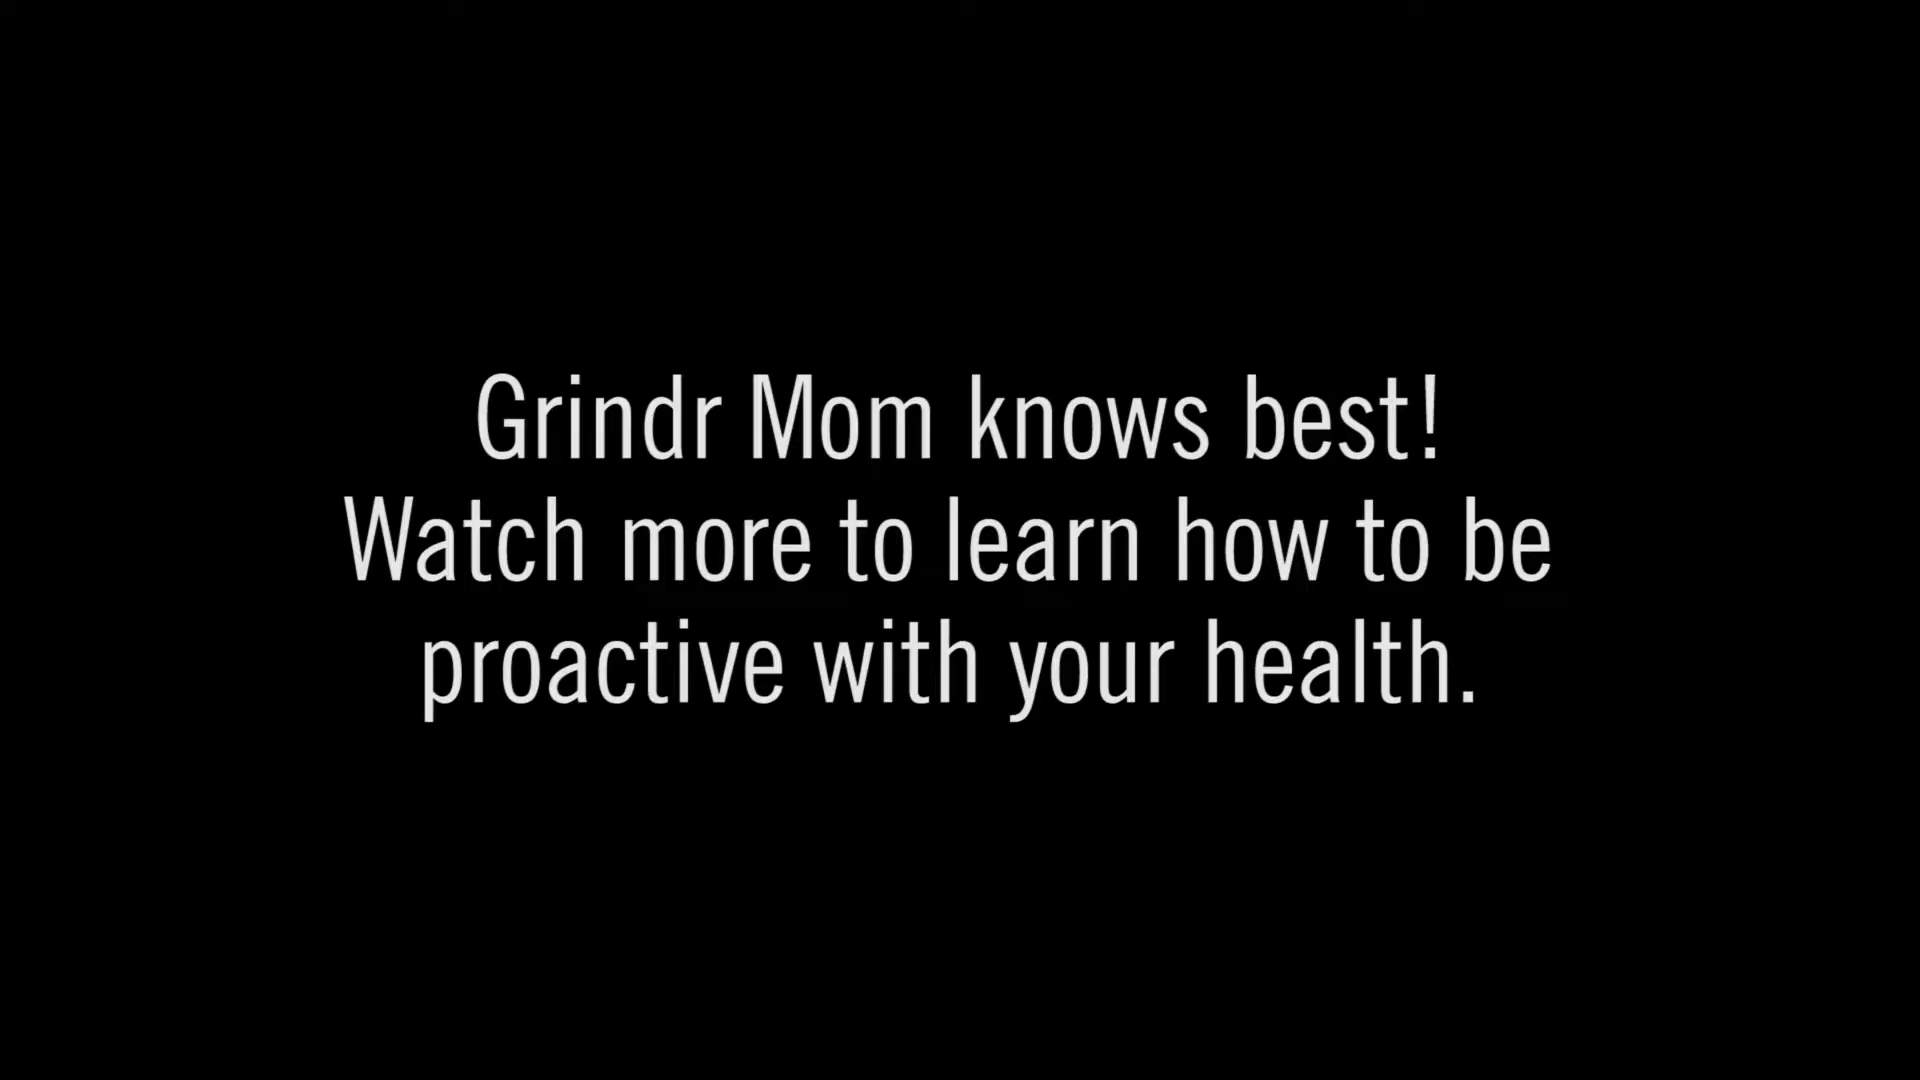 Grindr Mom knows best!
Watch more to learn how to be
proactive with your health.